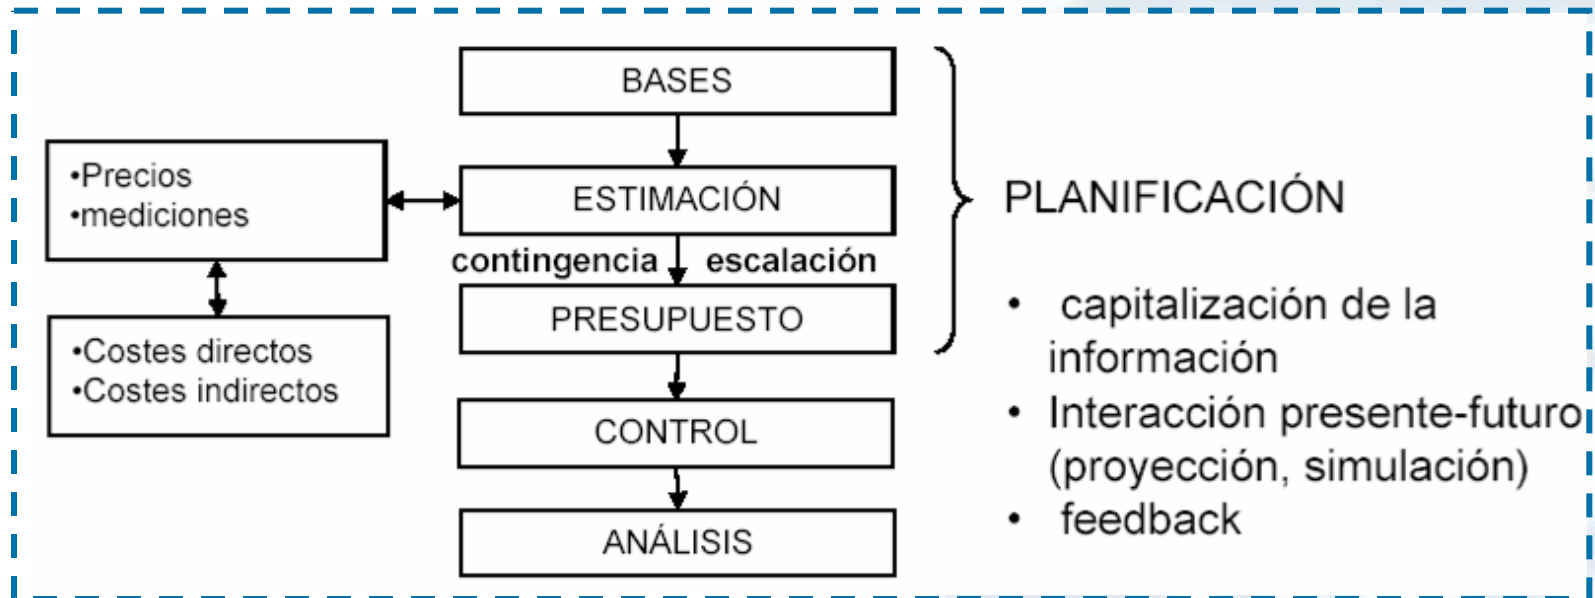 BASES
•Precios
•mediciones
ESTIMACIÓN
contingencia escalación
PRESUPUESTO
•Costes directos
•Costes indirectos
CONTROL
ANÁLISIS
PLANIFICACIÓN
• capitalización de la
información
• Interacción presente-futuro
(proyección, simulación)
• feedback